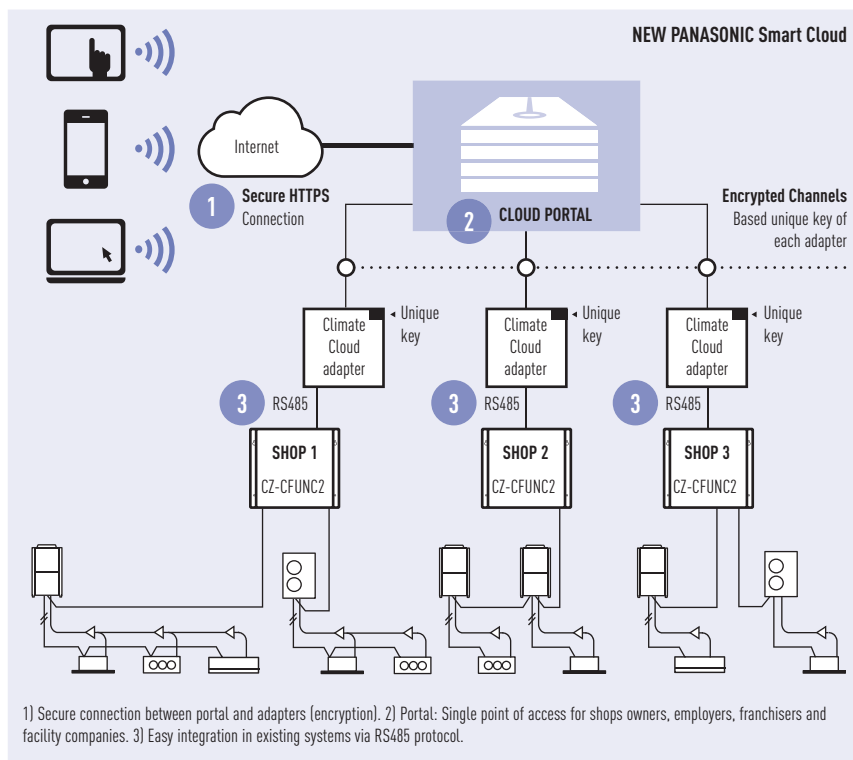 NEW PANASONIC Smart Cloud
Internet
1
Secure HTTPS
Connection
2
CLOUD PORTAL
Encrypted Channels
Based unique key of
each adapter
Climate
Cloud
adapter
◂ Unique
key
Climate
Cloud
adapter
◂ Unique
key
Climate
Cloud
adapter
◂ Unique
key
3
RS485
3
RS485
3
RS485
SHOP 1
CZ-CFUNC2
SHOP 2
CZ-CFUNC2
SHOP 3
CZ-CFUNC2
1) Secure connection between portal and adapters (encryption). 2) Portal: Single point of access for shops owners, employers, franchisers and
facility companies. 3) Easy integration in existing systems via RS485 protocol.